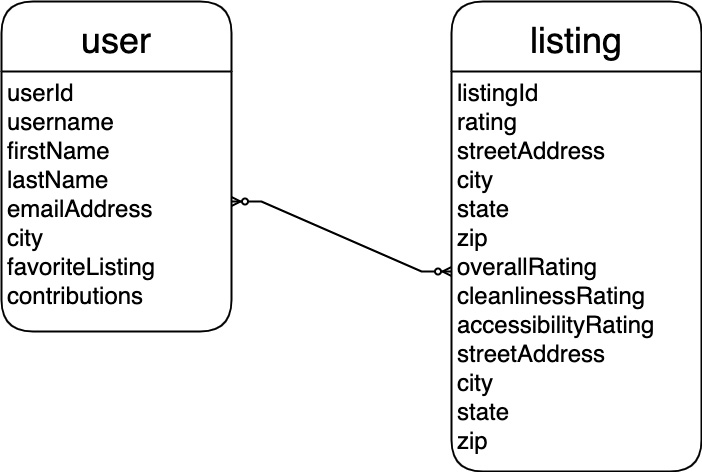 user
userId
username
firstName
lastName
emailAddress
city
favoriteListing
contributions
listing
listingId
rating
streetAddress
city
state
zip
overallRating
cleanlinessRating
accessibilityRating
streetAddress
city
state
zip